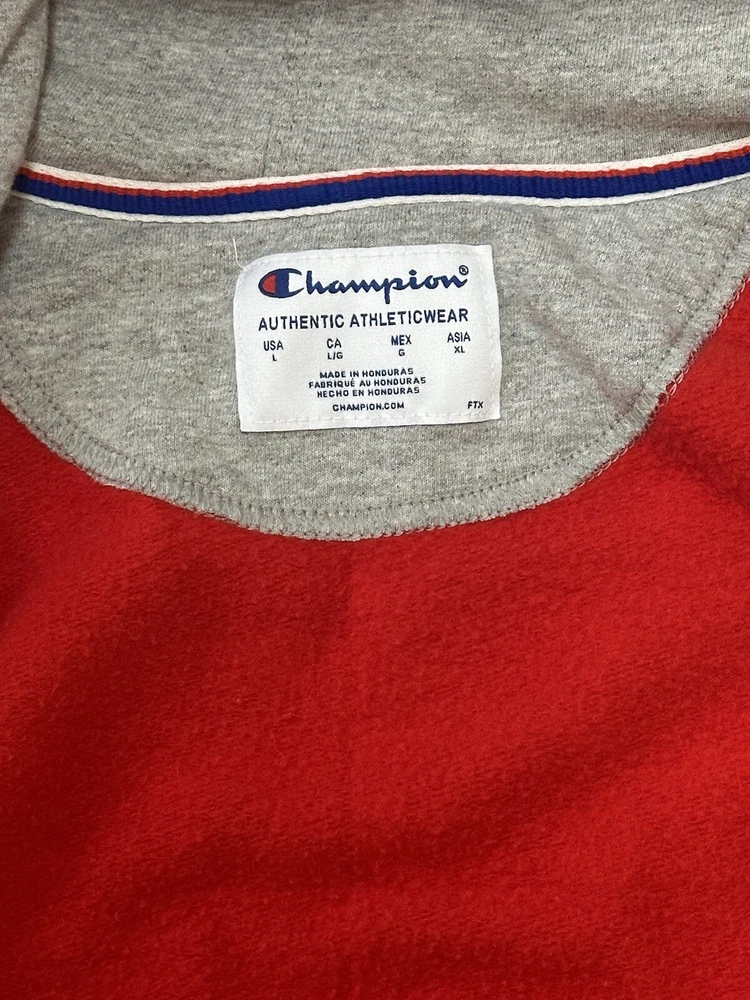 Champion®
AUTHENTIC ATHLETICWEAR
USA CA MEX ASIA
L L/G G XL
MADE IN HONDURAS
FABRIQUÉ AU HONDURAS
HECHO EN HONDURAS
CHAMPION.COM FTX